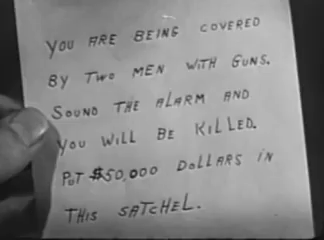 YOU ARE BEING COVERED
BY TWO MEN WITH GUNS.
SOUND THE ALARM AND
YOU WILL BE KILLED.
PUT $50,000 DOLLARS IN
THIS SATCHEL.